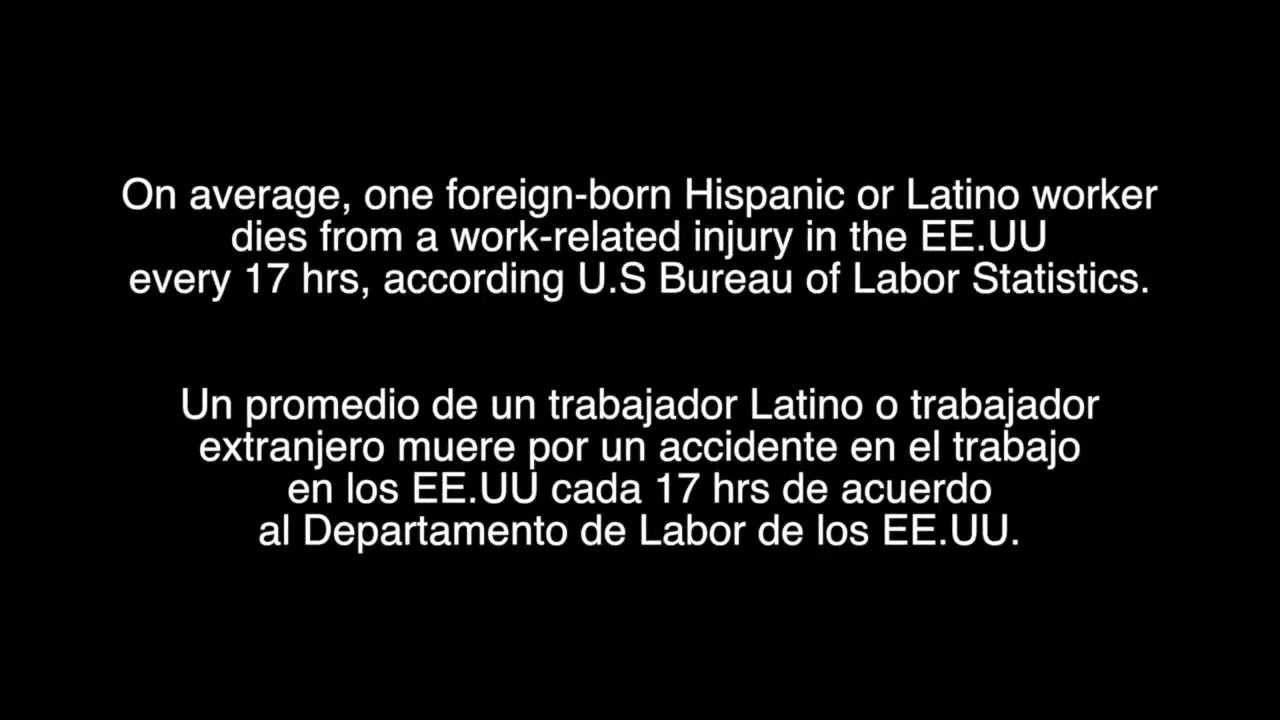 On average, one foreign-born Hispanic or Latino worker
dies from a work-related injury in the EE.UU
every 17 hrs, according U.S Bureau of Labor Statistics.
Un promedio de un trabajador Latino o trabajador
extranjero muere por un accidente en el trabajo
en los EE.UU cada 17 hrs de acuerdo
al Departamento de Labor de los EE.UU.